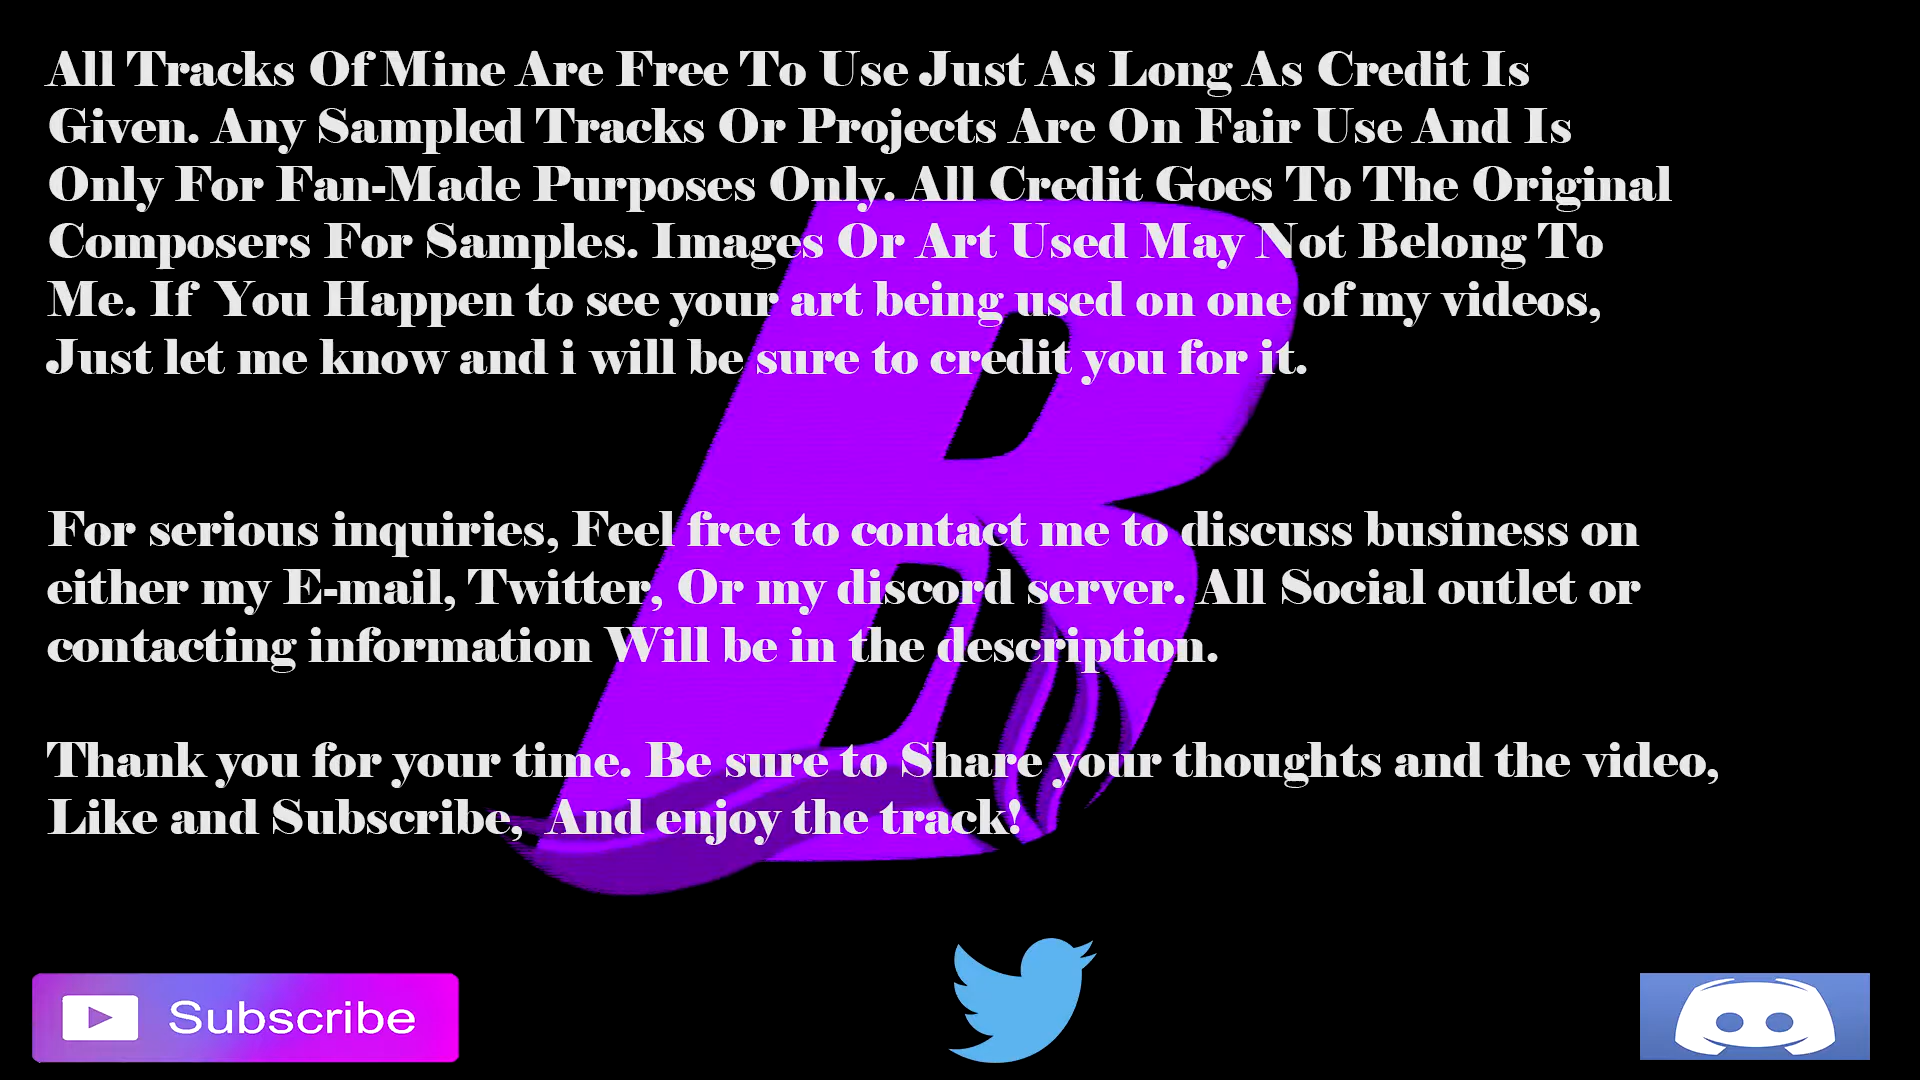 All Tracks Of Mine Are Free To Use Just As Long As Credit Is
Given. Any Sampled Tracks Or Projects Are On Fair Use And Is
Only For Fan-Made Purposes Only. All Credit Goes To The Original
Composers For Samples. Images Or Art Used May Not Belong To
Me. If You Happen to see your art being used on one of my videos,
Just let me know and i will be sure to credit you for it.
For serious inquiries, Feel free to contact me to discuss business on
either my E-mail, Twitter, Or my discord server. All Social outlet or
contacting information Will be in the description.
Thank you for your time. Be sure to Share your thoughts and the video,
Like and Subscribe, And enjoy the track!
B
Subscribe